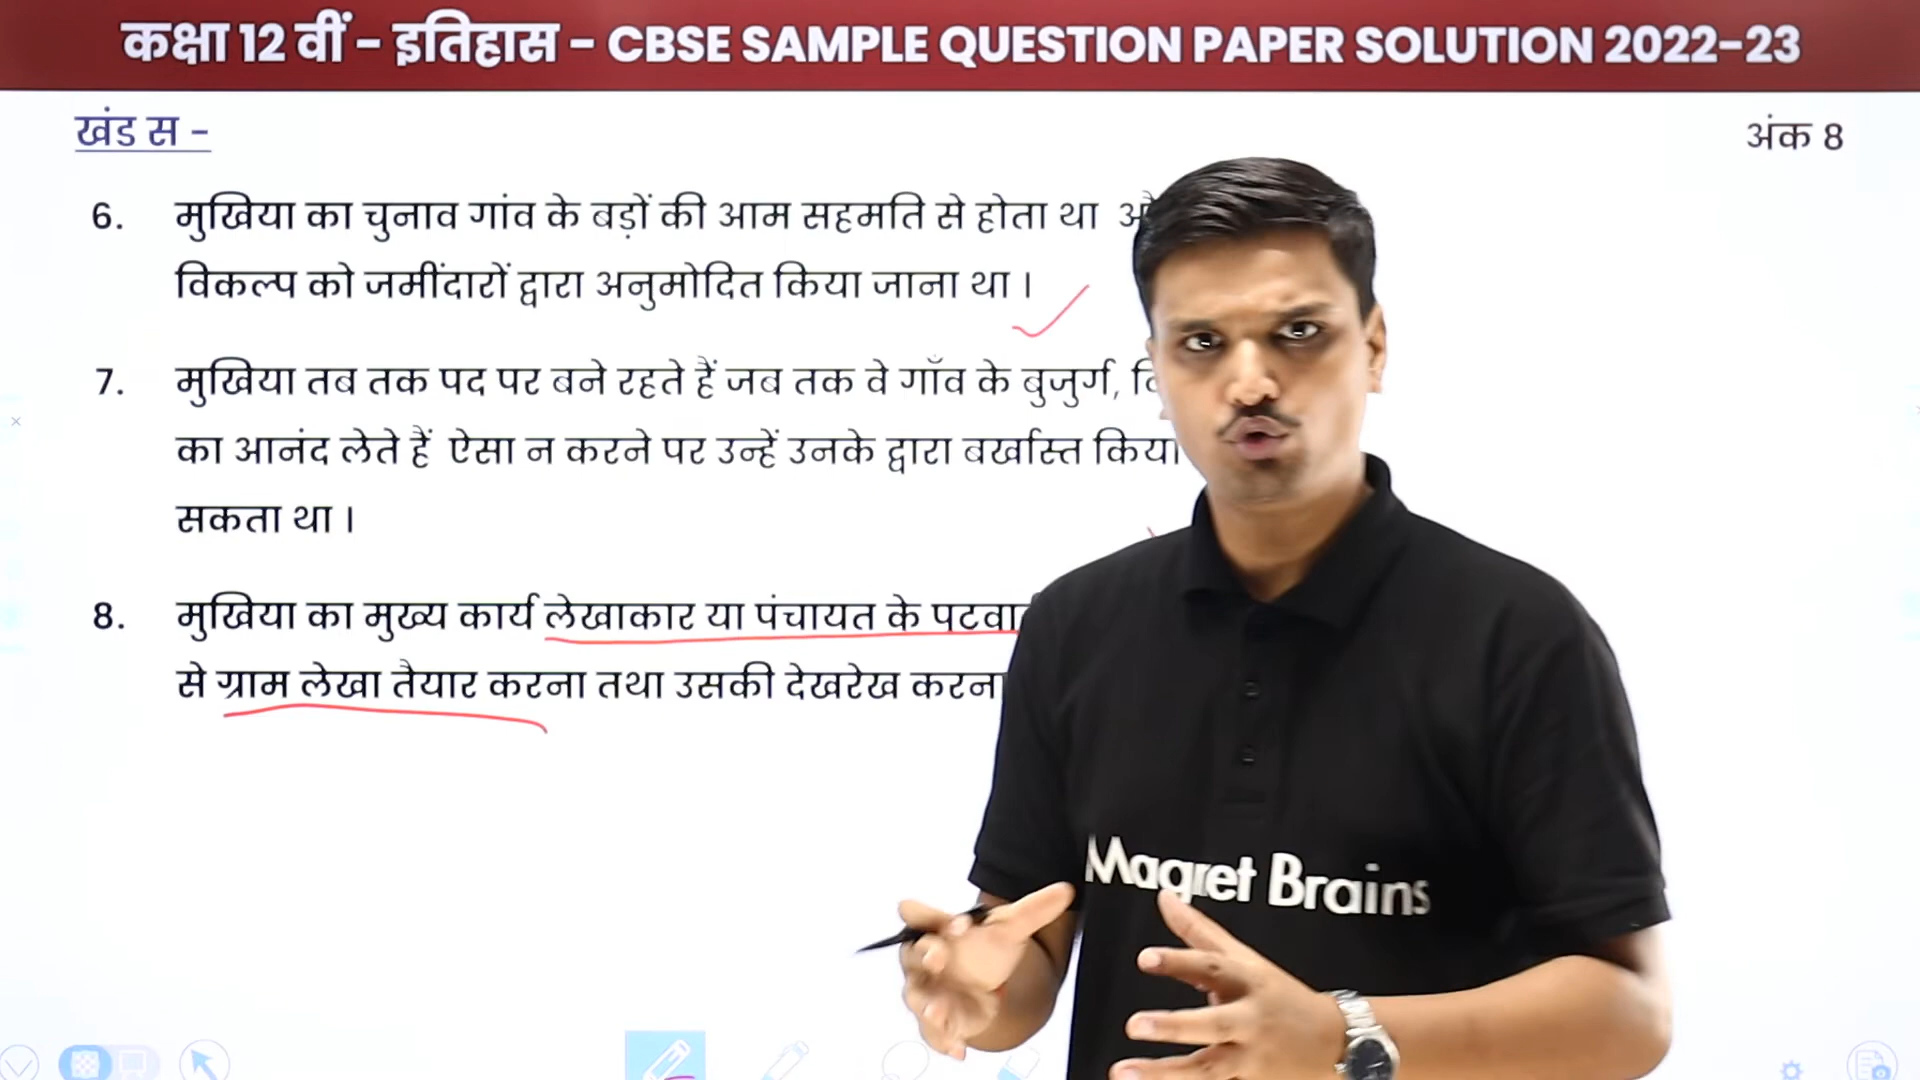 कक्षा 12 वीं - इतिहास - CBSE SAMPLE QUESTION PAPER SOLUTION 2022-23
खंड स -
अंक 8
6. मुखिया का चुनाव गांव के बड़ों की आम सहमति से होता था
विकल्प को जमींदारों द्वारा अनुमोदित किया जाना था ।
7. मुखिया तब तक पद पर बने रहते हैं जब तक वे गाँव के बुजुर्ग,
का आनंद लेते हैं ऐसा न करने पर उन्हें उनके द्वारा बर्खास्त किया
सकता था ।
8. मुखिया का मुख्य कार्य लेखाकार या पंचायत के
से ग्राम लेखा तैयार करना तथा उसकी देखरेख करना
Magnet Brains